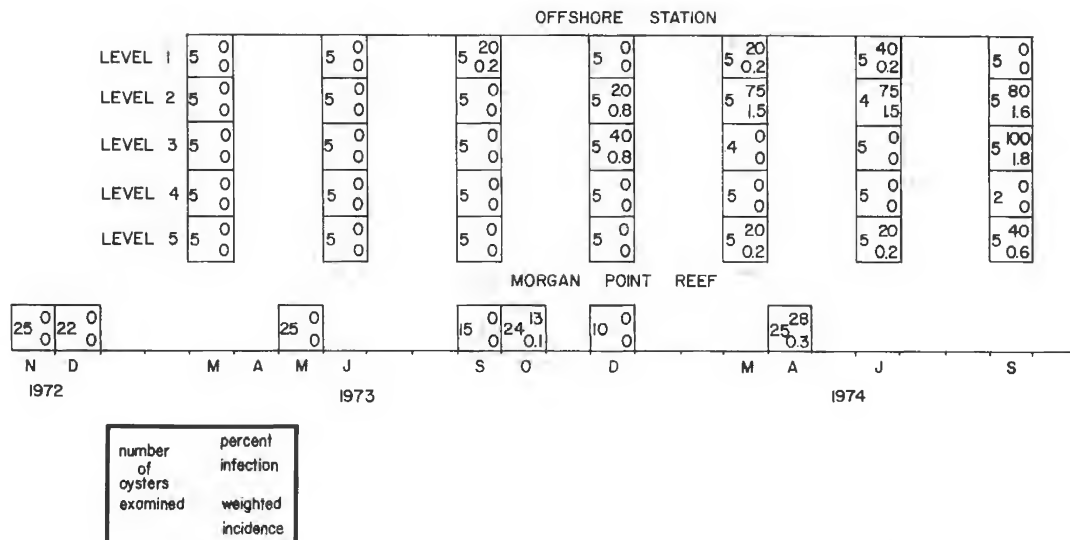 OFFSHORE STATION
LEVEL 1 5 0 5 0 5 20 5 0 5 20 5 40 5 0
0 0 0.2 0 0.2 0.2 0
LEVEL 2 5 0 5 0 5 0 5 20 5 75 4 75 5 80
0 0 0 0.8 1.5 1.5 1.6
LEVEL 3 5 0 5 0 5 0 5 40 4 0 5 0 5 100
0 0 0 0.8 0 0 1.8
LEVEL 4 5 0 5 0 5 0 5 0 5 0 5 0 2 0
0 0 0 0 0 0 0
LEVEL 5 5 0 5 0 5 0 5 0 5 20 5 20 5 40
0 0 0 0 0.2 0.2 0.6
MORGAN POINT REEF
25 0 22 0 25 0 15 0 24 13 10 0 25 28
0 0 0 0 0.1 0 0.3
N D M A M J S O D M A J S
1972 1973 1974
number percent
of infection
oysters
examined weighted
incidence